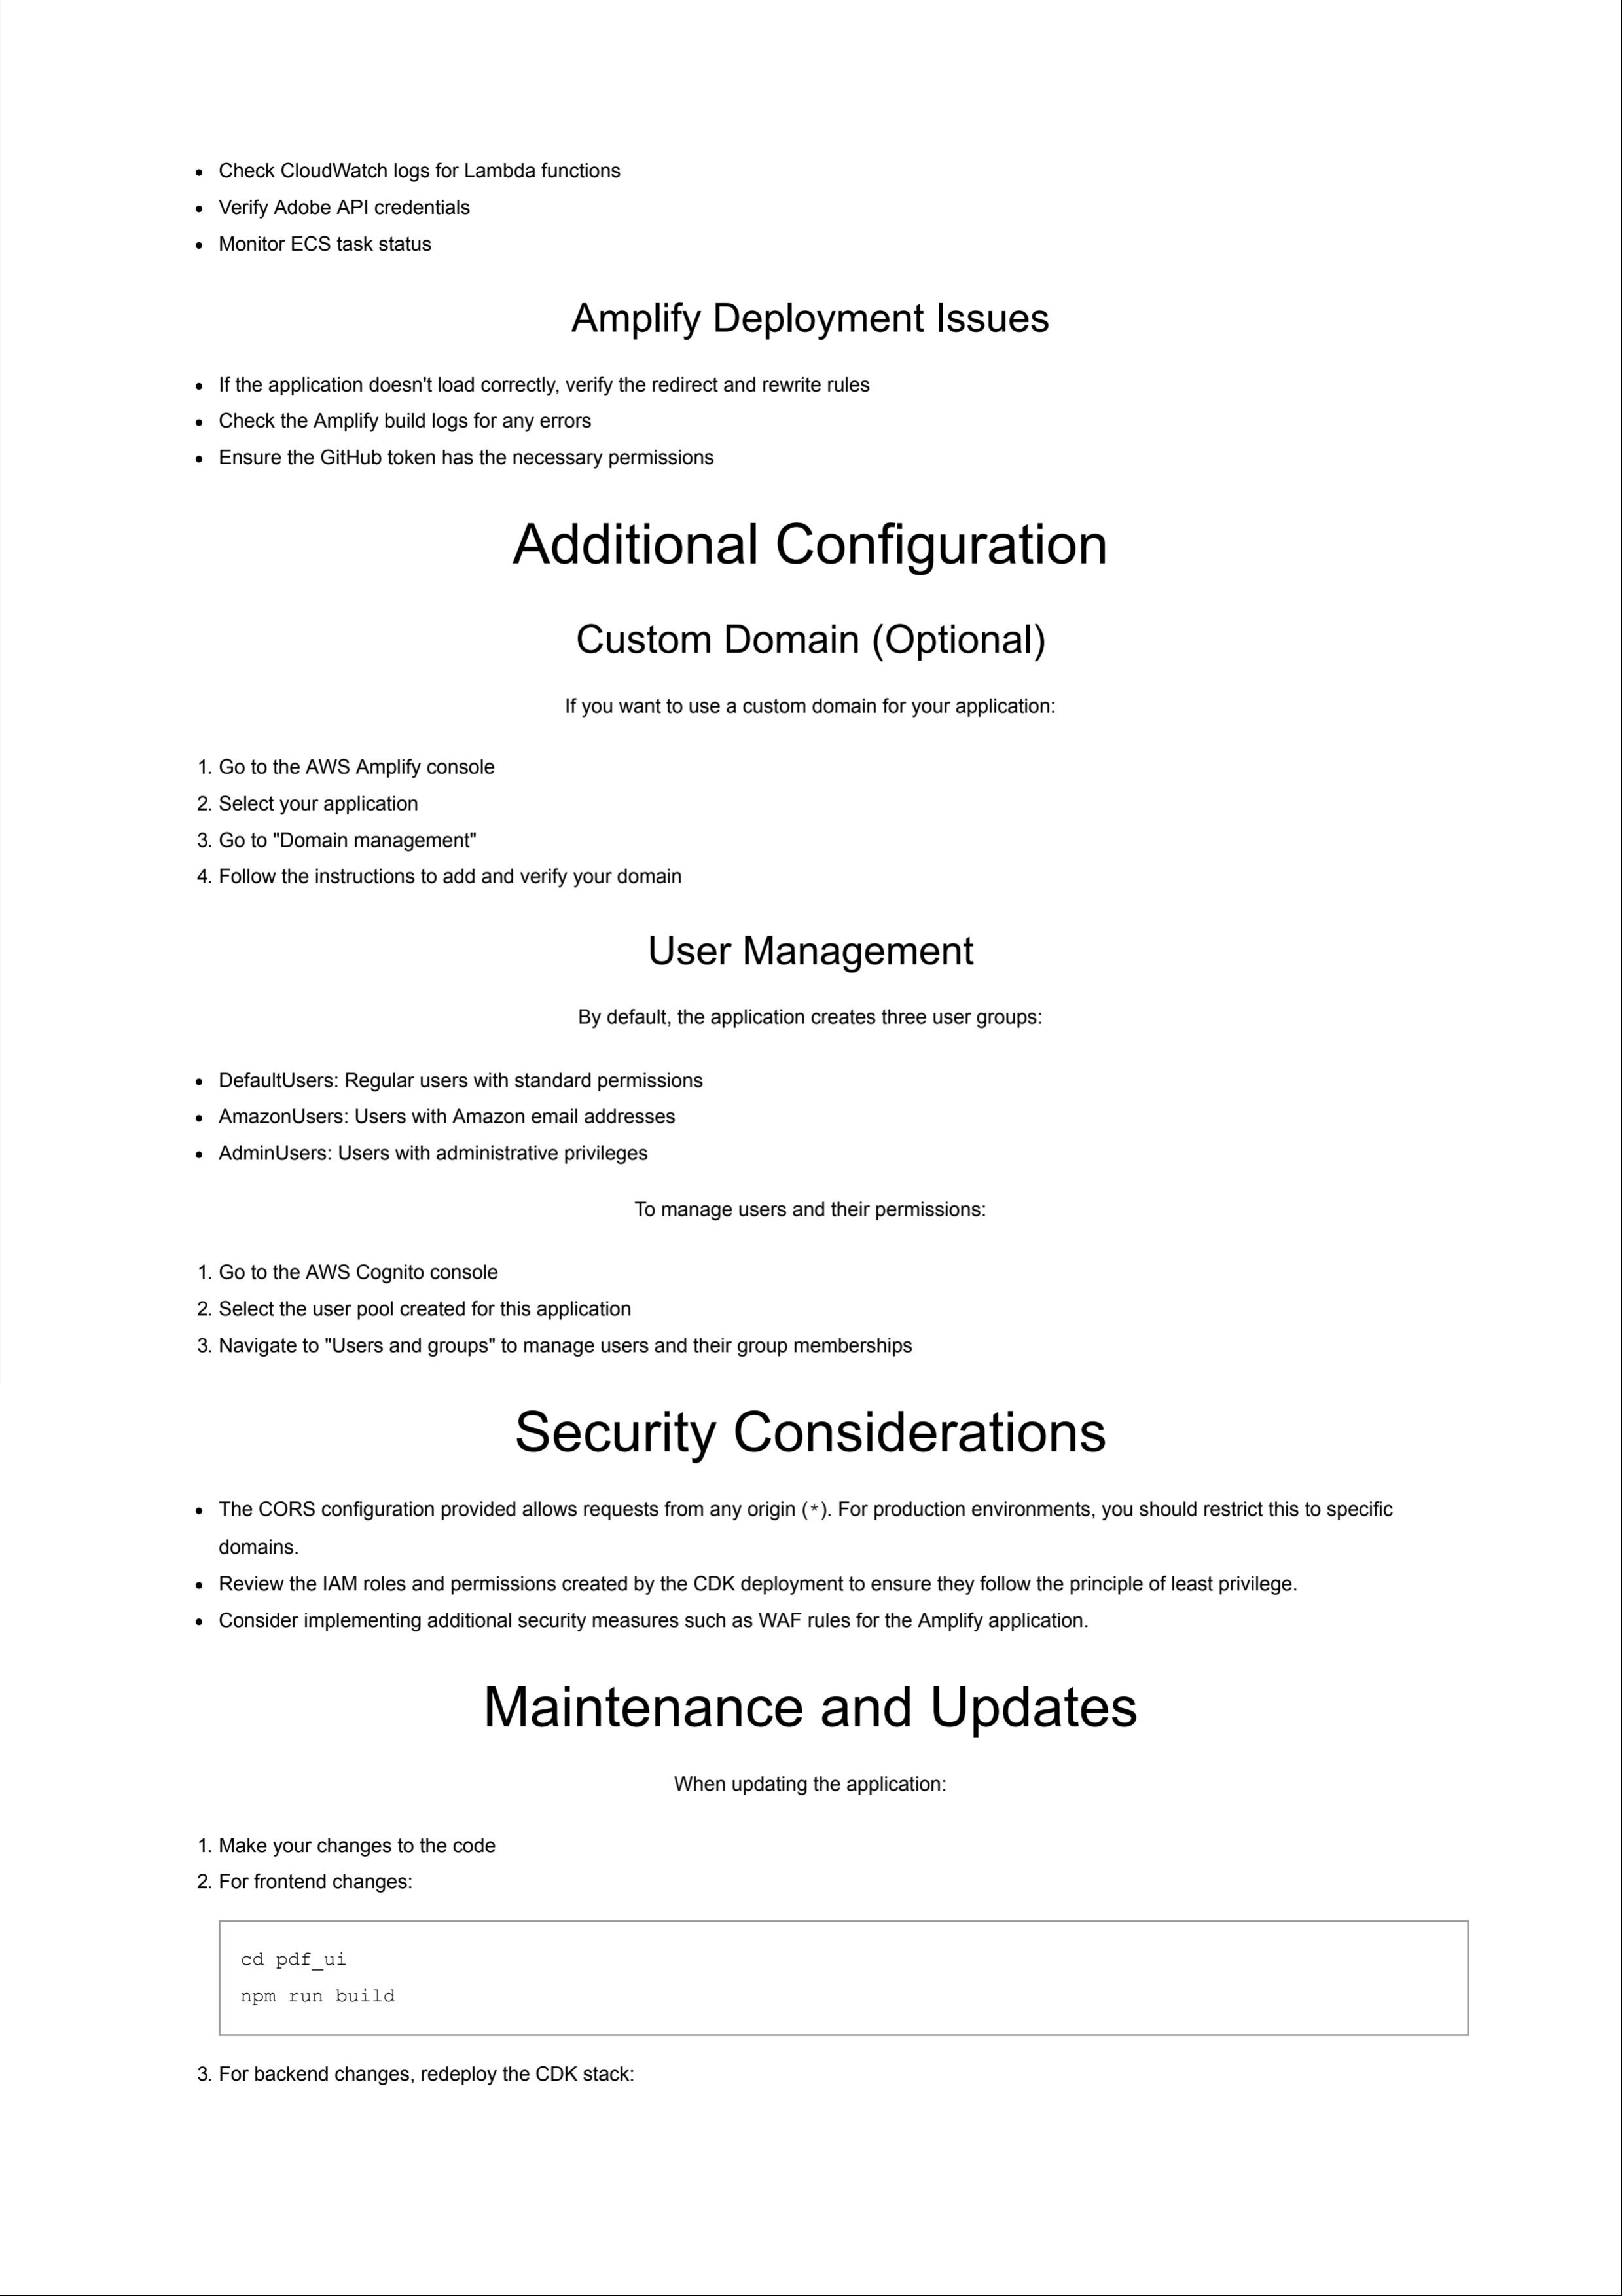 • Check CloudWatch logs for Lambda functions
• Verify Adobe API credentials
• Monitor ECS task status
Amplify Deployment Issues
• If the application doesn't load correctly, verify the redirect and rewrite rules
• Check the Amplify build logs for any errors
• Ensure the GitHub token has the necessary permissions
Additional Configuration
Custom Domain (Optional)
If you want to use a custom domain for your application:
1. Go to the AWS Amplify console
2. Select your application
3. Go to "Domain management"
4. Follow the instructions to add and verify your domain
User Management
By default, the application creates three user groups:
• DefaultUsers: Regular users with standard permissions
• AmazonUsers: Users with Amazon email addresses
• AdminUsers: Users with administrative privileges
To manage users and their permissions:
1. Go to the AWS Cognito console
2. Select the user pool created for this application
3. Navigate to "Users and groups" to manage users and their group memberships
Security Considerations
• The CORS configuration provided allows requests from any origin (*). For production environments, you should restrict this to specific
domains.
• Review the IAM roles and permissions created by the CDK deployment to ensure they follow the principle of least privilege.
• Consider implementing additional security measures such as WAF rules for the Amplify application.
Maintenance and Updates
When updating the application:
1. Make your changes to the code
2. For frontend changes:
cd pdf_ui
npm run build
3. For backend changes, redeploy the CDK stack: